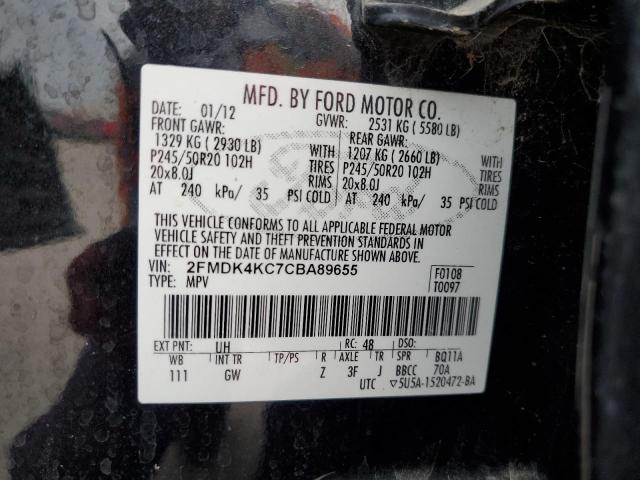 MFD. BY FORD MOTOR CO.
DATE: 01/12 GVWR: 2531 KG ( 5580 LB)
FRONT GAWR: REAR GAWR:
1329 KG ( 2930 LB) WITH 1207 KG ( 2660 LB) WITH
P245/50R20 102H TIRES P245/50R20 102H TIRES
20x8.0J RIMS 20x8.0J RIMS
AT 240 kPa/ 35 PSI COLD AT 240 kPa/ 35 PSI COLD
THIS VEHICLE CONFORMS TO ALL APPLICABLE FEDERAL MOTOR
VEHICLE SAFETY AND THEFT PREVENTION STANDARDS IN
EFFECT ON THE DATE OF MANUFACTURE SHOWN ABOVE.
VIN: 2FMDK4KC7CBA89655 F0108
TYPE: MPV T0097
EXT PNT: UH RC: 48 DSO:
WB INT TR TP/PS R AXLE TR SPR BQ11A
111 GW Z 3F J BBCC 70A
UTC ▽5U5A-1520472-BA